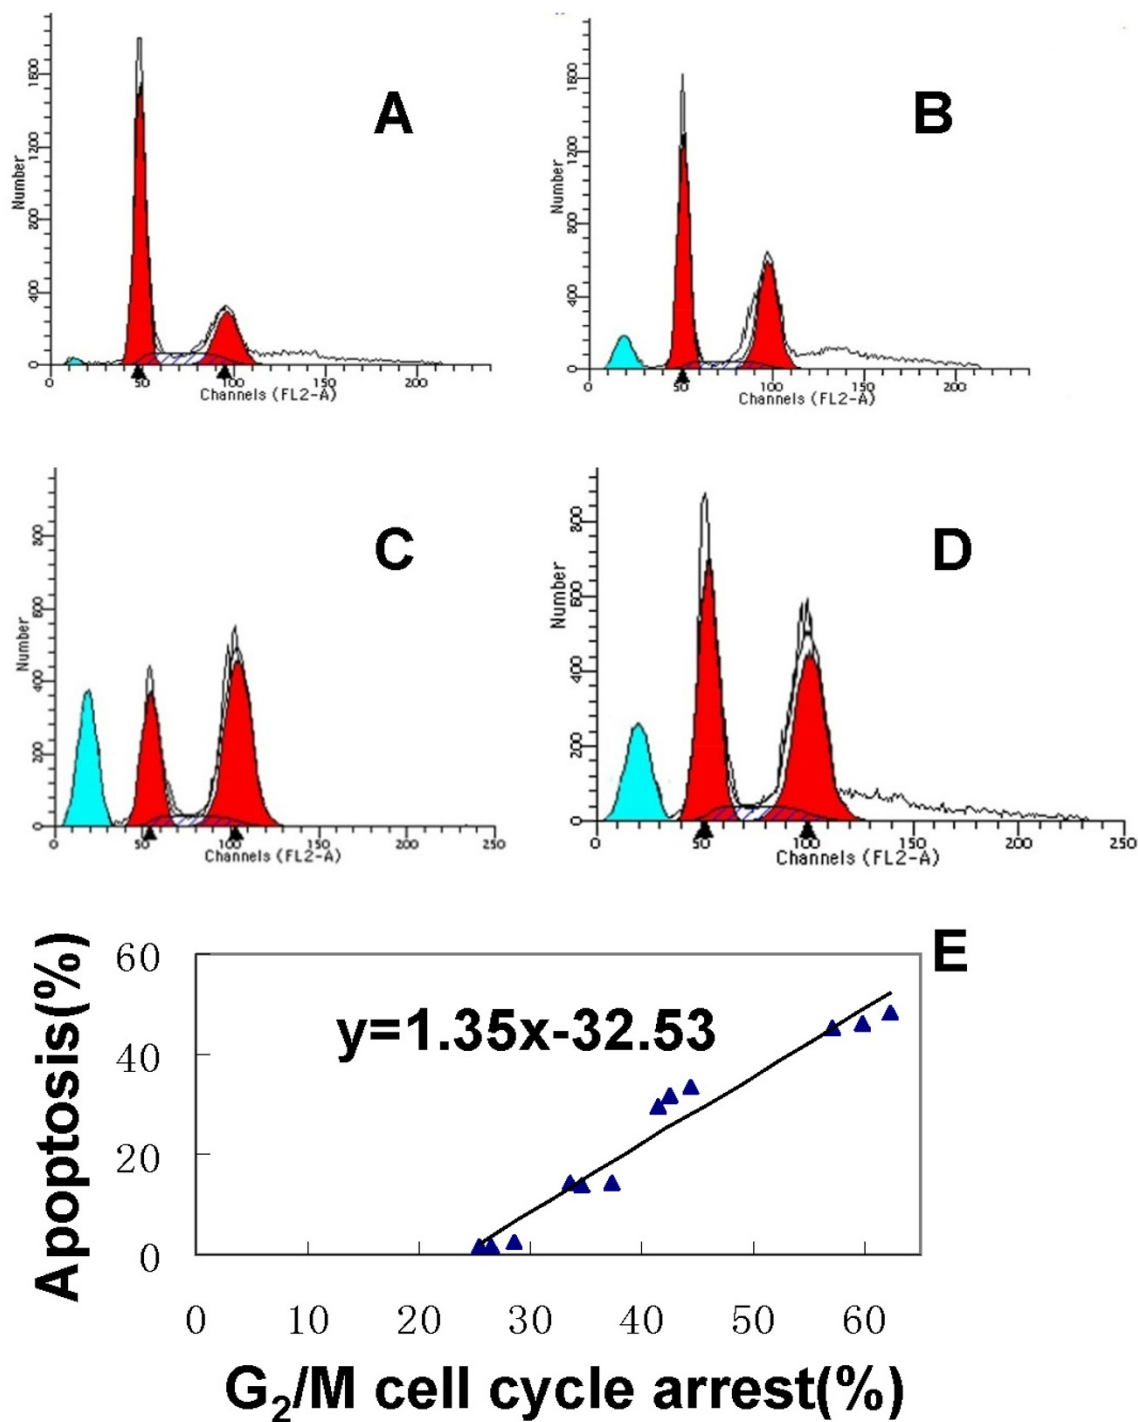 A
1600
1200
800
400
0
Number
0 50 100 150 200
Channels (FL2-A)
B
1600
1200
800
400
0
Number
0 50 100 150 200
Channels (FL2-A)
C
800
600
400
200
0
Number
0 50 100 150 200 250
Channels (FL2-A)
D
800
600
400
200
0
Number
0 50 100 150 200 250
Channels (FL2-A)
E
Apoptosis(%)
60
40
20
0
y=1.35x-32.53
0 10 20 30 40 50 60
G₂/M cell cycle arrest(%)